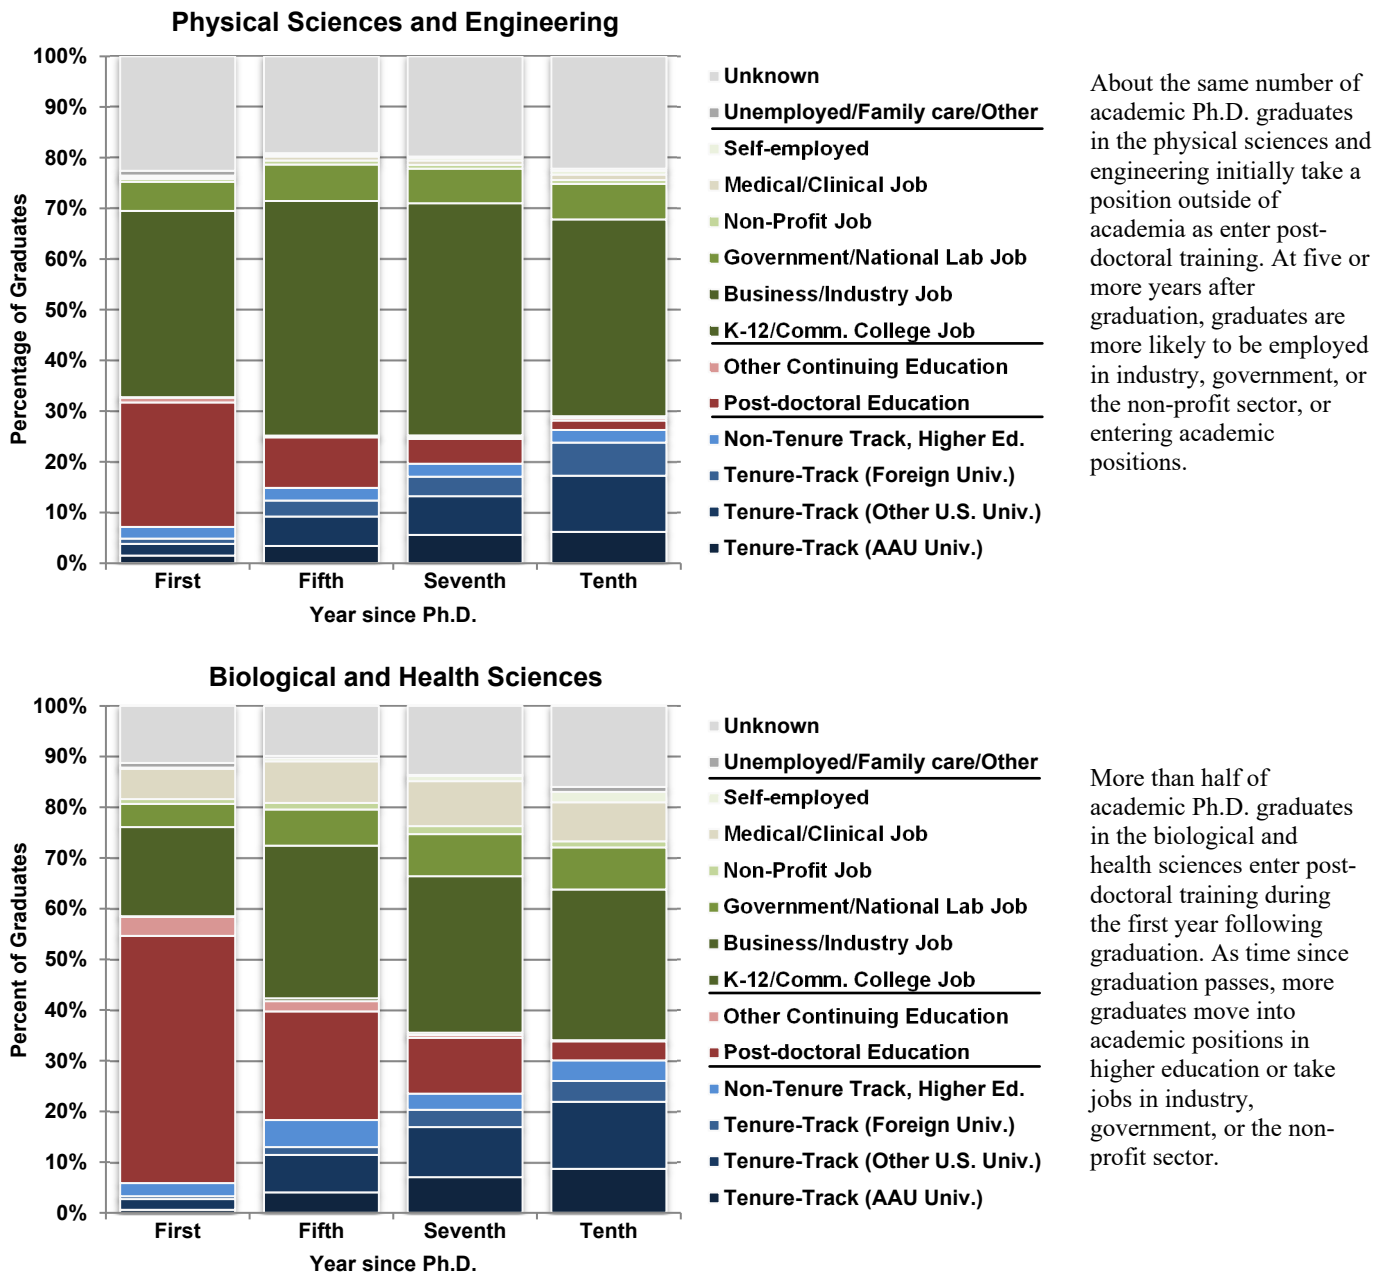 Physical Sciences and Engineering
100%
90%
80%
70%
60%
50%
40%
30%
20%
10%
0%
Percentage of Graduates
First
Fifth
Seventh
Tenth
Year since Ph.D.
Unknown
Unemployed/Family care/Other
Self-employed
Medical/Clinical Job
Non-Profit Job
Government/National Lab Job
Business/Industry Job
K-12/Comm. College Job
Other Continuing Education
Post-doctoral Education
Non-Tenure Track, Higher Ed.
Tenure-Track (Foreign Univ.)
Tenure-Track (Other U.S. Univ.)
Tenure-Track (AAU Univ.)
About the same number of
academic Ph.D. graduates
in the physical sciences and
engineering initially take a
position outside of
academia as enter post-
doctoral training. At five or
more years after
graduation, graduates are
more likely to be employed
in industry, government, or
the non-profit sector, or
entering academic
positions.
Biological and Health Sciences
100%
90%
80%
70%
60%
50%
40%
30%
20%
10%
0%
Percent of Graduates
First
Fifth
Seventh
Tenth
Year since Ph.D.
Unknown
Unemployed/Family care/Other
Self-employed
Medical/Clinical Job
Non-Profit Job
Government/National Lab Job
Business/Industry Job
K-12/Comm. College Job
Other Continuing Education
Post-doctoral Education
Non-Tenure Track, Higher Ed.
Tenure-Track (Foreign Univ.)
Tenure-Track (Other U.S. Univ.)
Tenure-Track (AAU Univ.)
More than half of
academic Ph.D. graduates
in the biological and
health sciences enter post-
doctoral training during
the first year following
graduation. As time since
graduation passes, more
graduates move into
academic positions in
higher education or take
jobs in industry,
government, or the non-
profit sector.